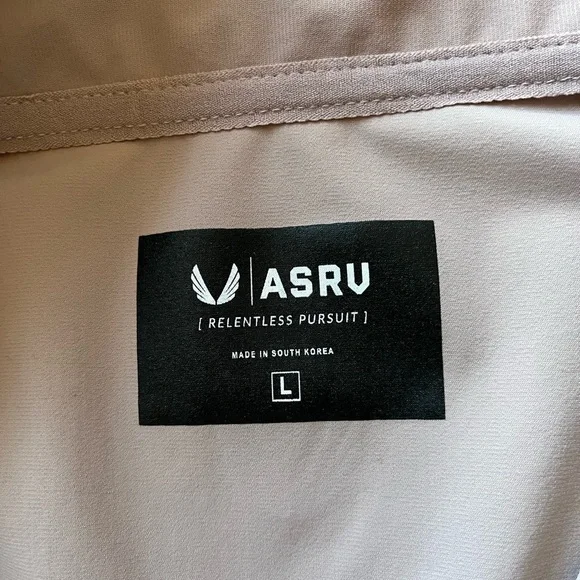 ASRV
[ RELENTLESS PURSUIT ]
MADE IN SOUTH KOREA
L